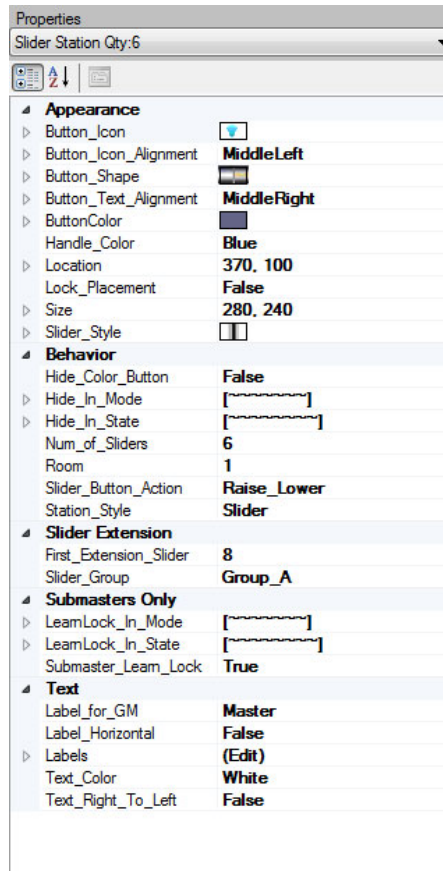 Properties
Slider Station Qty:6
Appearance
Button_Icon
Button_Icon_Alignment MiddleLeft
Button_Shape
Button_Text_Alignment MiddleRight
ButtonColor
Handle_Color Blue
Location 370, 100
Lock_Placement False
Size 280, 240
Slider_Style
Behavior
Hide_Color_Button False
Hide_In_Mode [~~~~~~~]
Hide_In_State [~~~~~~~~]
Num_of_Sliders 6
Room 1
Slider_Button_Action Raise_Lower
Station_Style Slider
Slider Extension
First_Extension_Slider 8
Slider_Group Group_A
Submasters Only
LearnLock_In_Mode [~~~~~~~]
LearnLock_In_State [~~~~~~~~]
Submaster_Learn_Lock True
Text
Label_for_GM Master
Label_Horizontal False
Labels (Edit)
Text_Color White
Text_Right_To_Left False